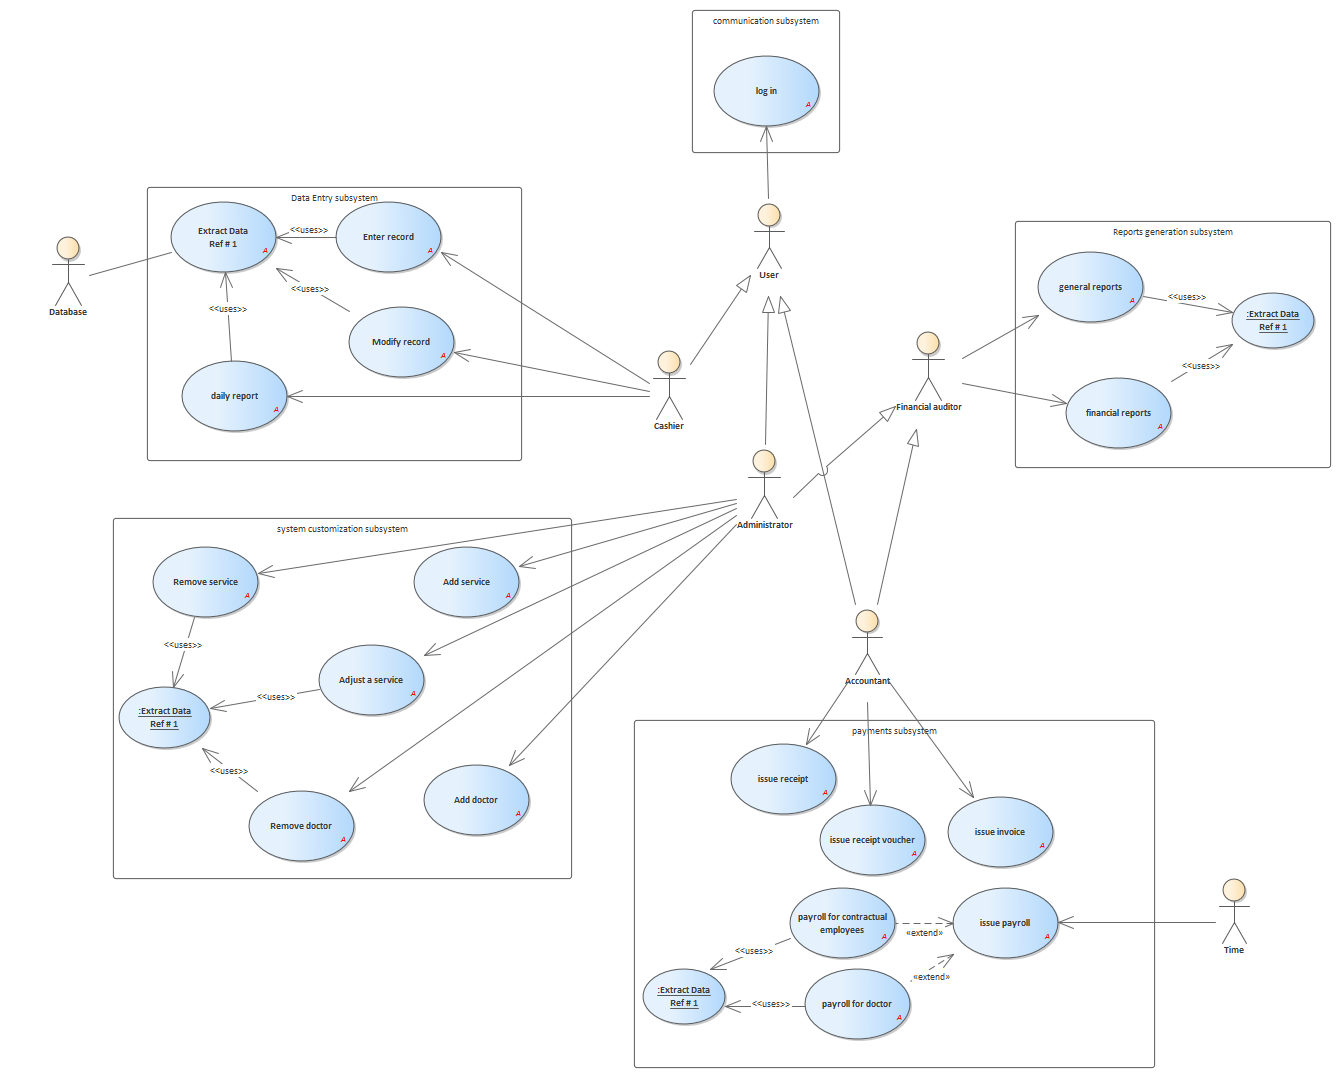 communication subsystem
log in
A
User
Data Entry subsystem
Extract Data
Ref # 1
A
<<uses>>
Enter record
A
<<uses>>
<<uses>>
Modify record
A
daily report
A
Database
Cashier
Reports generation subsystem
general reports
A
<<uses>>
:Extract Data
Ref # 1
<<uses>>
financial reports
A
Financial auditor
Administrator
system customization subsystem
Remove service
A
Add service
A
<<uses>>
Adjust a service
A
<<uses>>
:Extract Data
Ref # 1
<<uses>>
Remove doctor
A
Add doctor
A
Accountant
payments subsystem
issue receipt
A
issue receipt voucher
A
issue invoice
A
payroll for contractual
employees
A
«extend»
issue payroll
A
<<uses>>
«extend»
:Extract Data
Ref # 1
<<uses>>
payroll for doctor
A
Time